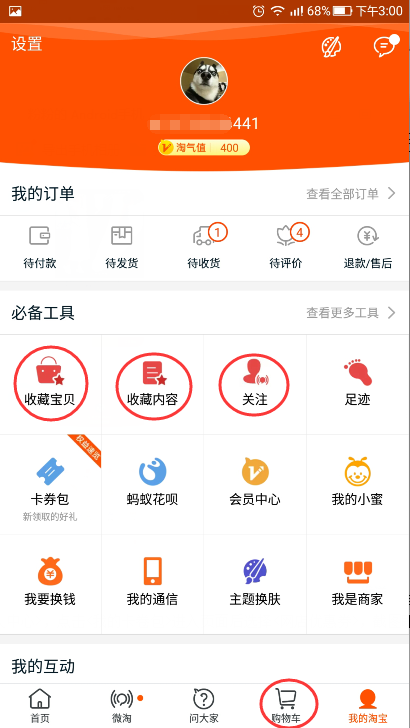 68% 下午3:00
设置
441
淘气值 400
我的订单 查看全部订单
1 4
待付款 待发货 待收货 待评价 退款/售后
必备工具 查看更多工具
收藏宝贝 收藏内容 关注 足迹
权益速览
卡券包 蚂蚁花呗 会员中心 我的小蜜
新领取的好礼
我要换钱 我的通信 主题换肤 我是商家
我的互动
首页 微淘 问大家 购物车 我的淘宝